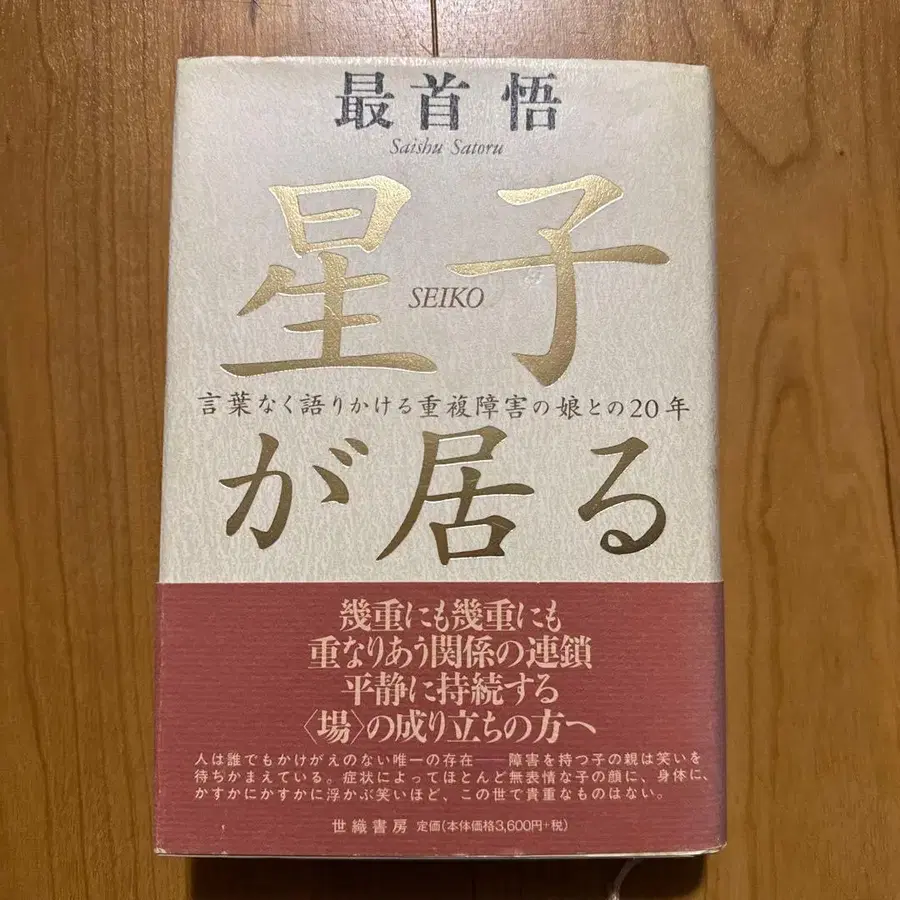 最首 悟
Saishu Satoru
星子
SEIKO
言葉なく語りかける重複障害の娘との20年
が居る
幾重にも幾重にも
重なりあう関係の連鎖
平静に持続する
〈場〉の成り立ちの方へ
人は誰でもかけがえのない唯一の存在――障害を持つ子の親は笑いを
待ちかまえている。症状によってほとんど無表情な子の顔に、身体に、
かすかにかすかに浮かぶ笑いほど、この世で貴重なものはない。
世織書房 定価(本体価格3,600円+税)